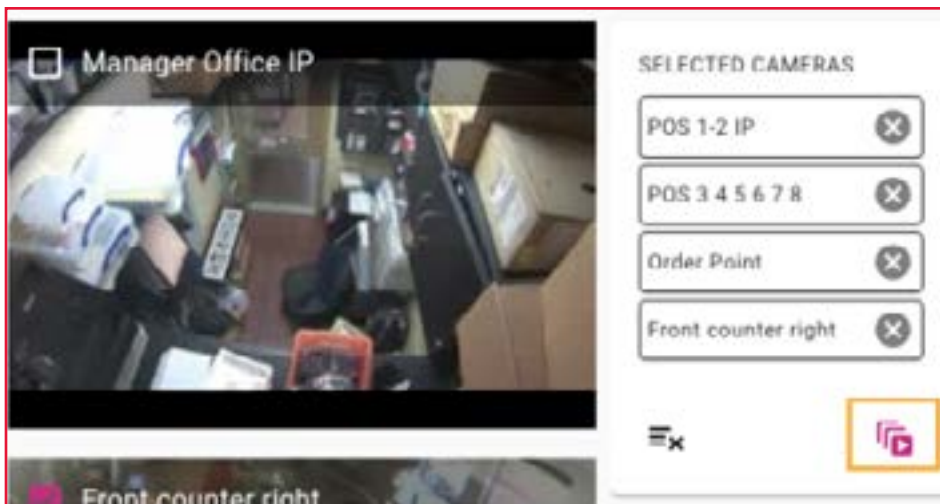 Manager Office IP
SELECTED CAMERAS
POS 1-2 IP
POS 3 4 5 6 7 8
Order Point
Front counter right
Front counter right